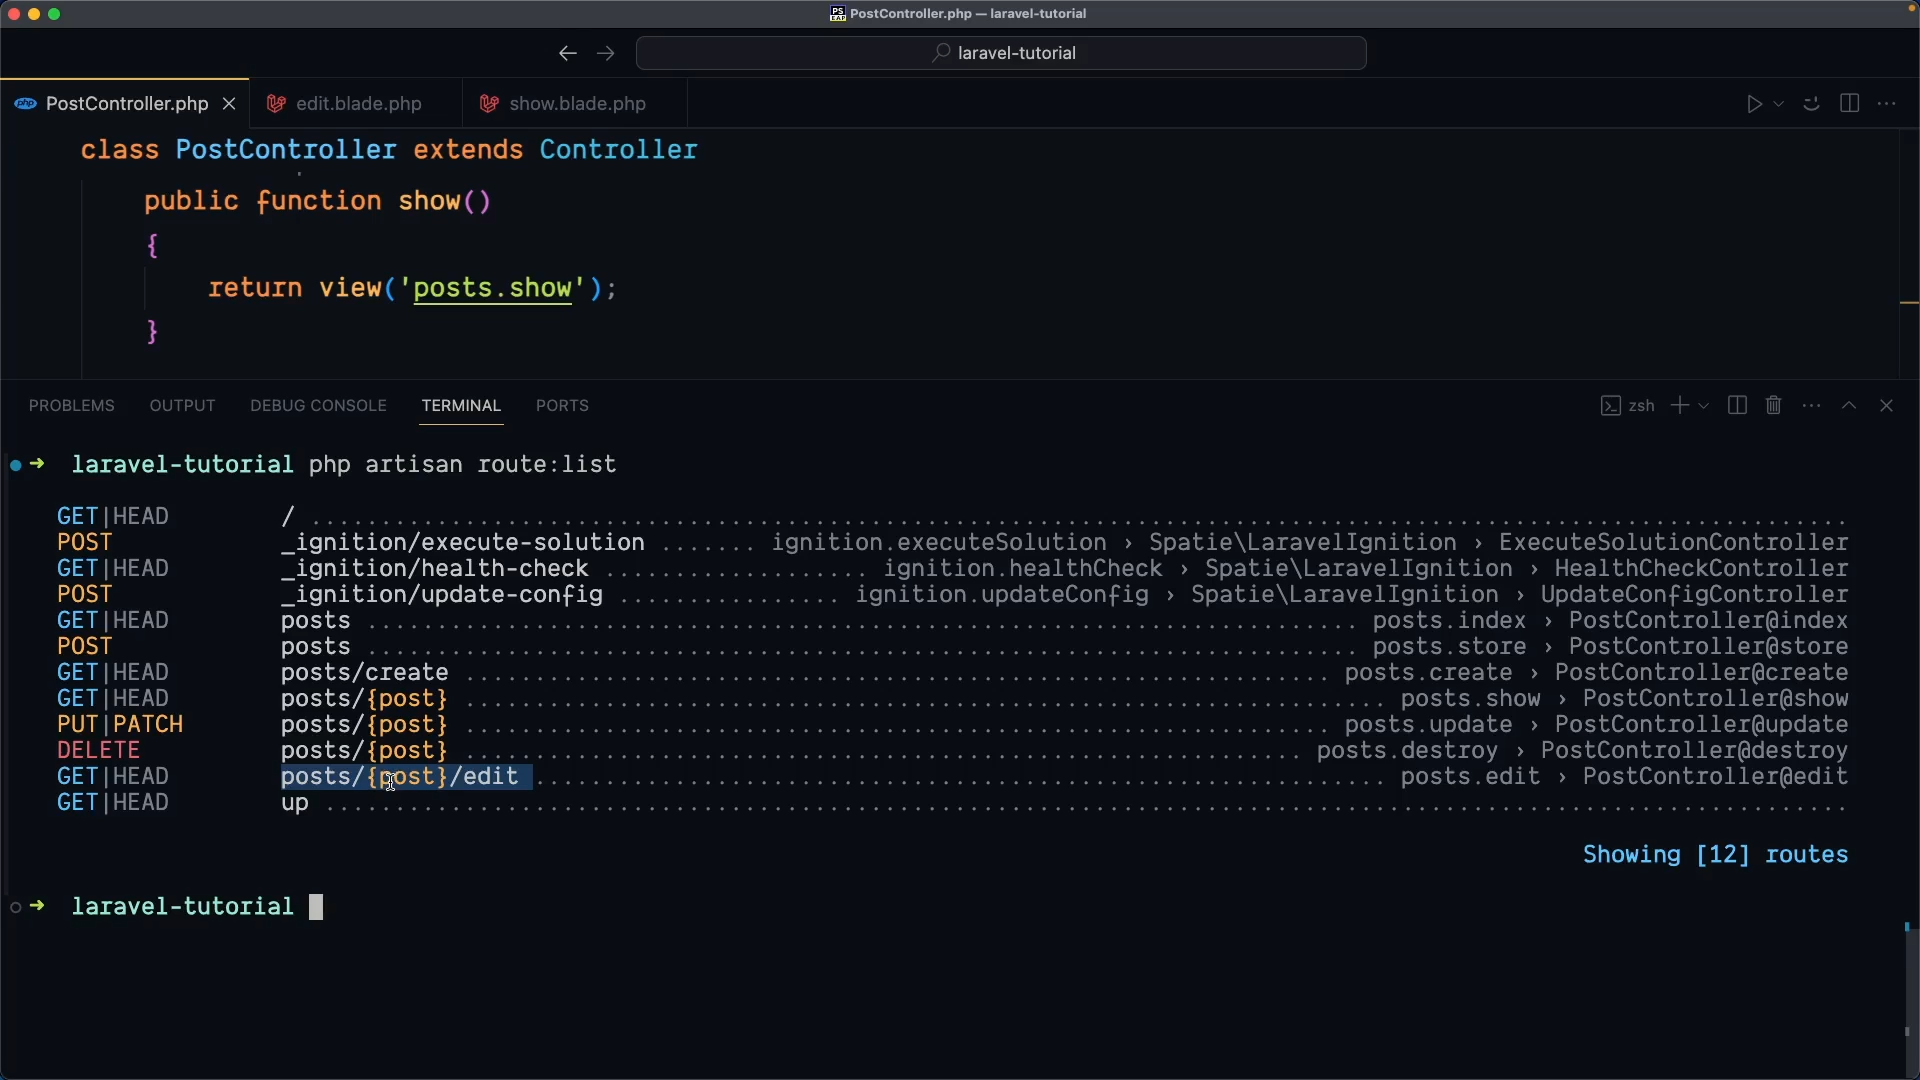 PostController.php — laravel-tutorial
laravel-tutorial
PostController.php
edit.blade.php
show.blade.php
class PostController extends Controller
public function show()
{
return view('posts.show');
}
PROBLEMS OUTPUT DEBUG CONSOLE TERMINAL PORTS
zsh
laravel-tutorial php artisan route:list
GET|HEAD / ........................................................................................................
POST _ignition/execute-solution ....... ignition.executeSolution › Spatie\LaravelIgnition › ExecuteSolutionController
GET|HEAD _ignition/health-check ................... ignition.healthCheck › Spatie\LaravelIgnition › HealthCheckController
POST _ignition/update-config ................ ignition.updateConfig › Spatie\LaravelIgnition › UpdateConfigController
GET|HEAD posts ....................................................................... posts.index › PostController@index
POST posts ....................................................................... posts.store › PostController@store
GET|HEAD posts/create .............................................................. posts.create › PostController@create
GET|HEAD posts/{post} .................................................................. posts.show › PostController@show
PUT|PATCH posts/{post} .............................................................. posts.update › PostController@update
DELETE posts/{post} ............................................................ posts.destroy › PostController@destroy
GET|HEAD posts/{post}/edit ............................................................. posts.edit › PostController@edit
GET|HEAD up .......................................................................................................
Showing [12] routes
laravel-tutorial